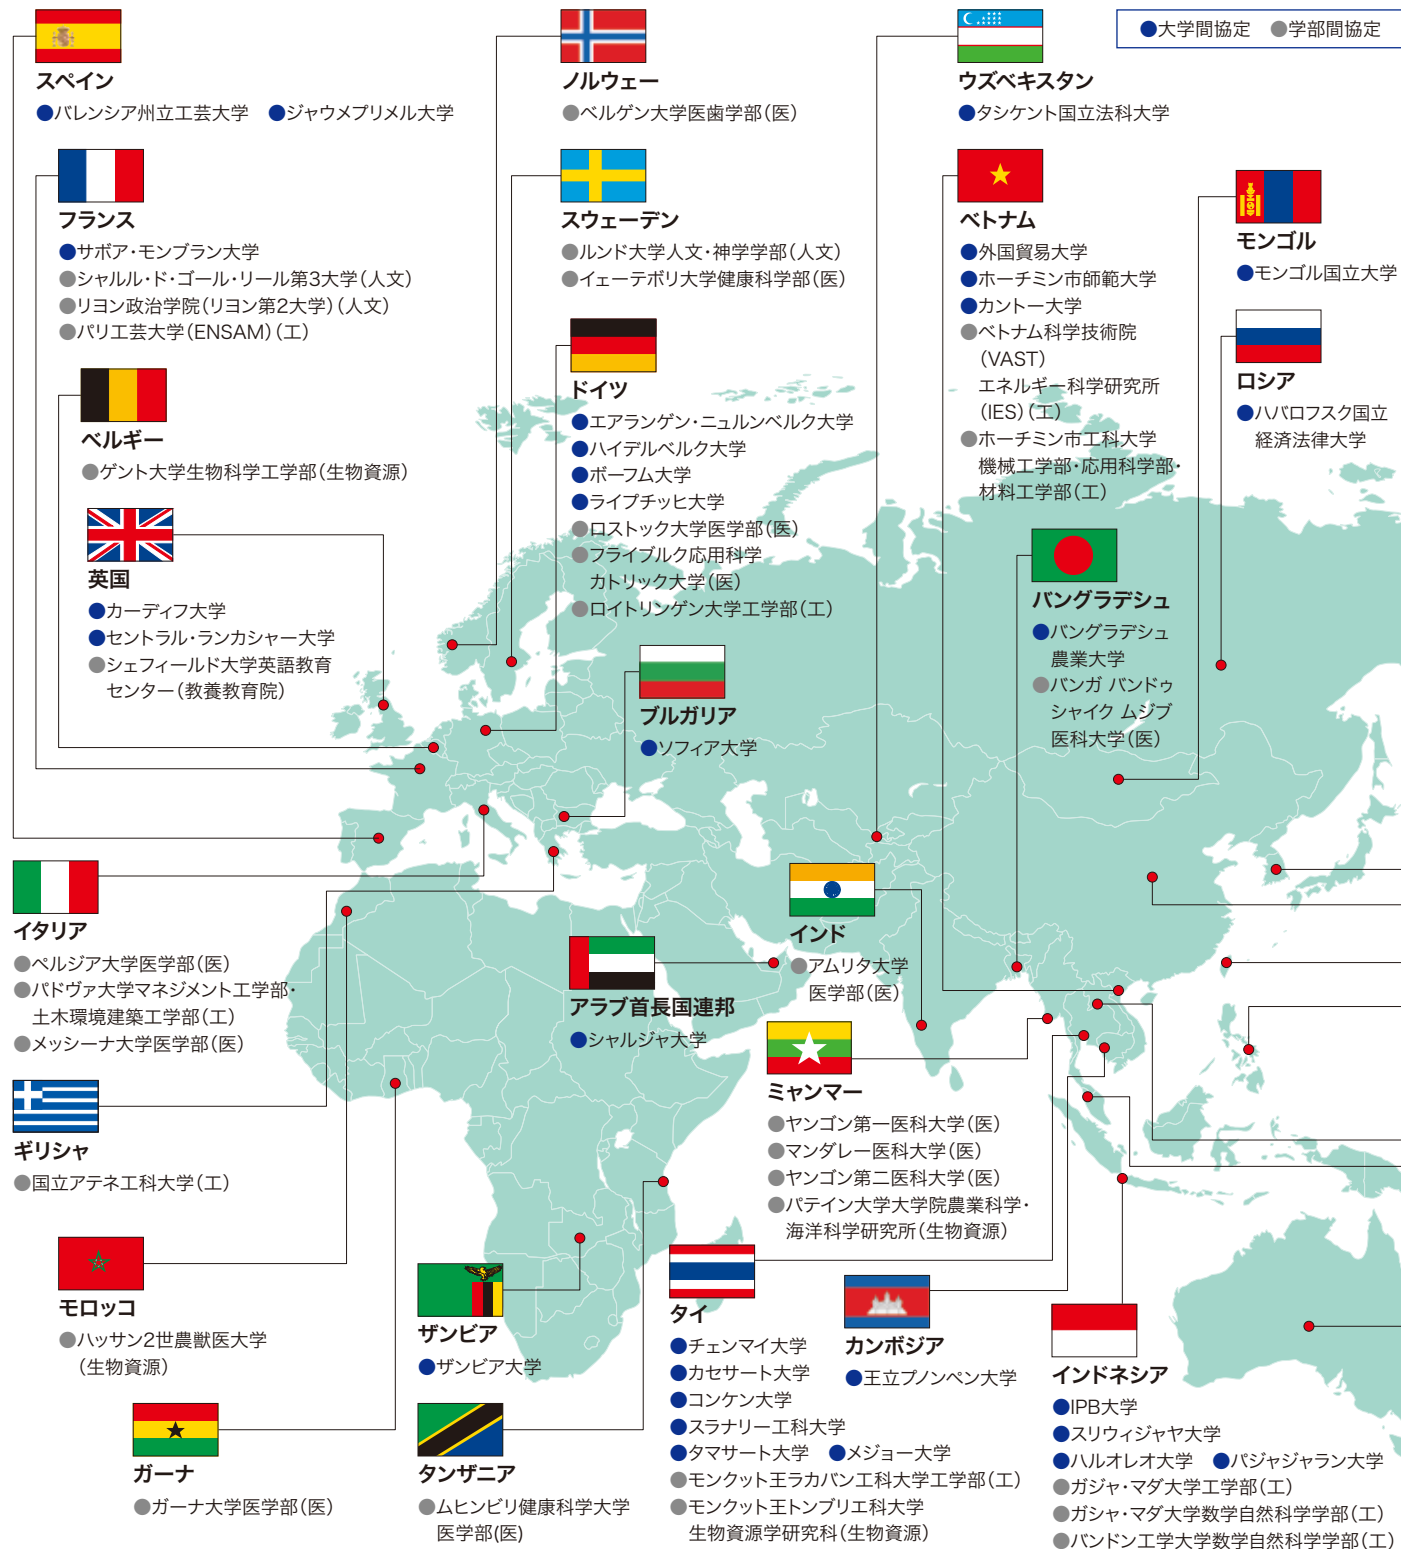 ●大学間協定 ●学部間協定
スペイン
●バレンシア州立工芸大学 ●ジャウメプリメル大学
フランス
●サボア・モンブラン大学
●シャルル・ド・ゴール・リール第3大学(人文)
●リヨン政治学院(リヨン第2大学)(人文)
●パリ工芸大学(ENSAM)(工)
ベルギー
●ゲント大学生物科学工学部(生物資源)
英国
●カーディフ大学
●セントラル・ランカシャー大学
●シェフィールド大学英語教育
センター(教養教育院)
ノルウェー
●ベルゲン大学医歯学部(医)
スウェーデン
●ルンド大学人文・神学学部(人文)
●イェーテボリ大学健康科学部(医)
ドイツ
●エアランゲン・ニュルンベルク大学
●ハイデルベルク大学
●ボーフム大学
●ライプチッヒ大学
●ロストック大学医学部(医)
●フライブルク応用科学
カトリック大学(医)
●ロイトリンゲン大学工学部(工)
ブルガリア
●ソフィア大学
ウズベキスタン
●タシケント国立法科大学
ベトナム
●外国貿易大学
●ホーチミン市師範大学
●カントー大学
●ベトナム科学技術院
(VAST)
エネルギー科学研究所
(IES)(工)
●ホーチミン市工科大学
機械工学部・応用科学部・
材料工学部(工)
モンゴル
●モンゴル国立大学
ロシア
●ハバロフスク国立
経済法律大学
バングラデシュ
●バングラデシュ
農業大学
●バンガ バンドゥ
シャイク ムジブ
医科大学(医)
イタリア
●ペルジア大学医学部(医)
●パドヴァ大学マネジメント工学部・
土木環境建築工学部(工)
●メッシーナ大学医学部(医)
ギリシャ
●国立アテネ工科大学(工)
モロッコ
●ハッサン2世農獣医大学
(生物資源)
ガーナ
●ガーナ大学医学部(医)
アラブ首長国連邦
●シャルジャ大学
インド
●アムリタ大学
医学部(医)
ミャンマー
●ヤンゴン第一医科大学(医)
●マンダレー医科大学(医)
●ヤンゴン第二医科大学(医)
●パテイン大学大学院農業科学・
海洋科学研究所(生物資源)
ザンビア
●ザンビア大学
タンザニア
●ムヒンビリ健康科学大学
医学部(医)
タイ
●チェンマイ大学
●カセサート大学
●コンケン大学
●スラナリー工科大学
●タマサート大学 ●メジョー大学
●モンクット王ラカバン工科大学工学部(工)
●モンクット王トンブリエ科大学
生物資源学研究科(生物資源)
カンボジア
●王立プノンペン大学
インドネシア
●IPB大学
●スリウィジャヤ大学
●ハルオレオ大学 ●パジャジャラン大学
●ガジャ・マダ大学工学部(工)
●ガシャ・マダ大学数学自然科学学部(工)
●バンドン工学大学数学自然科学学部(工)